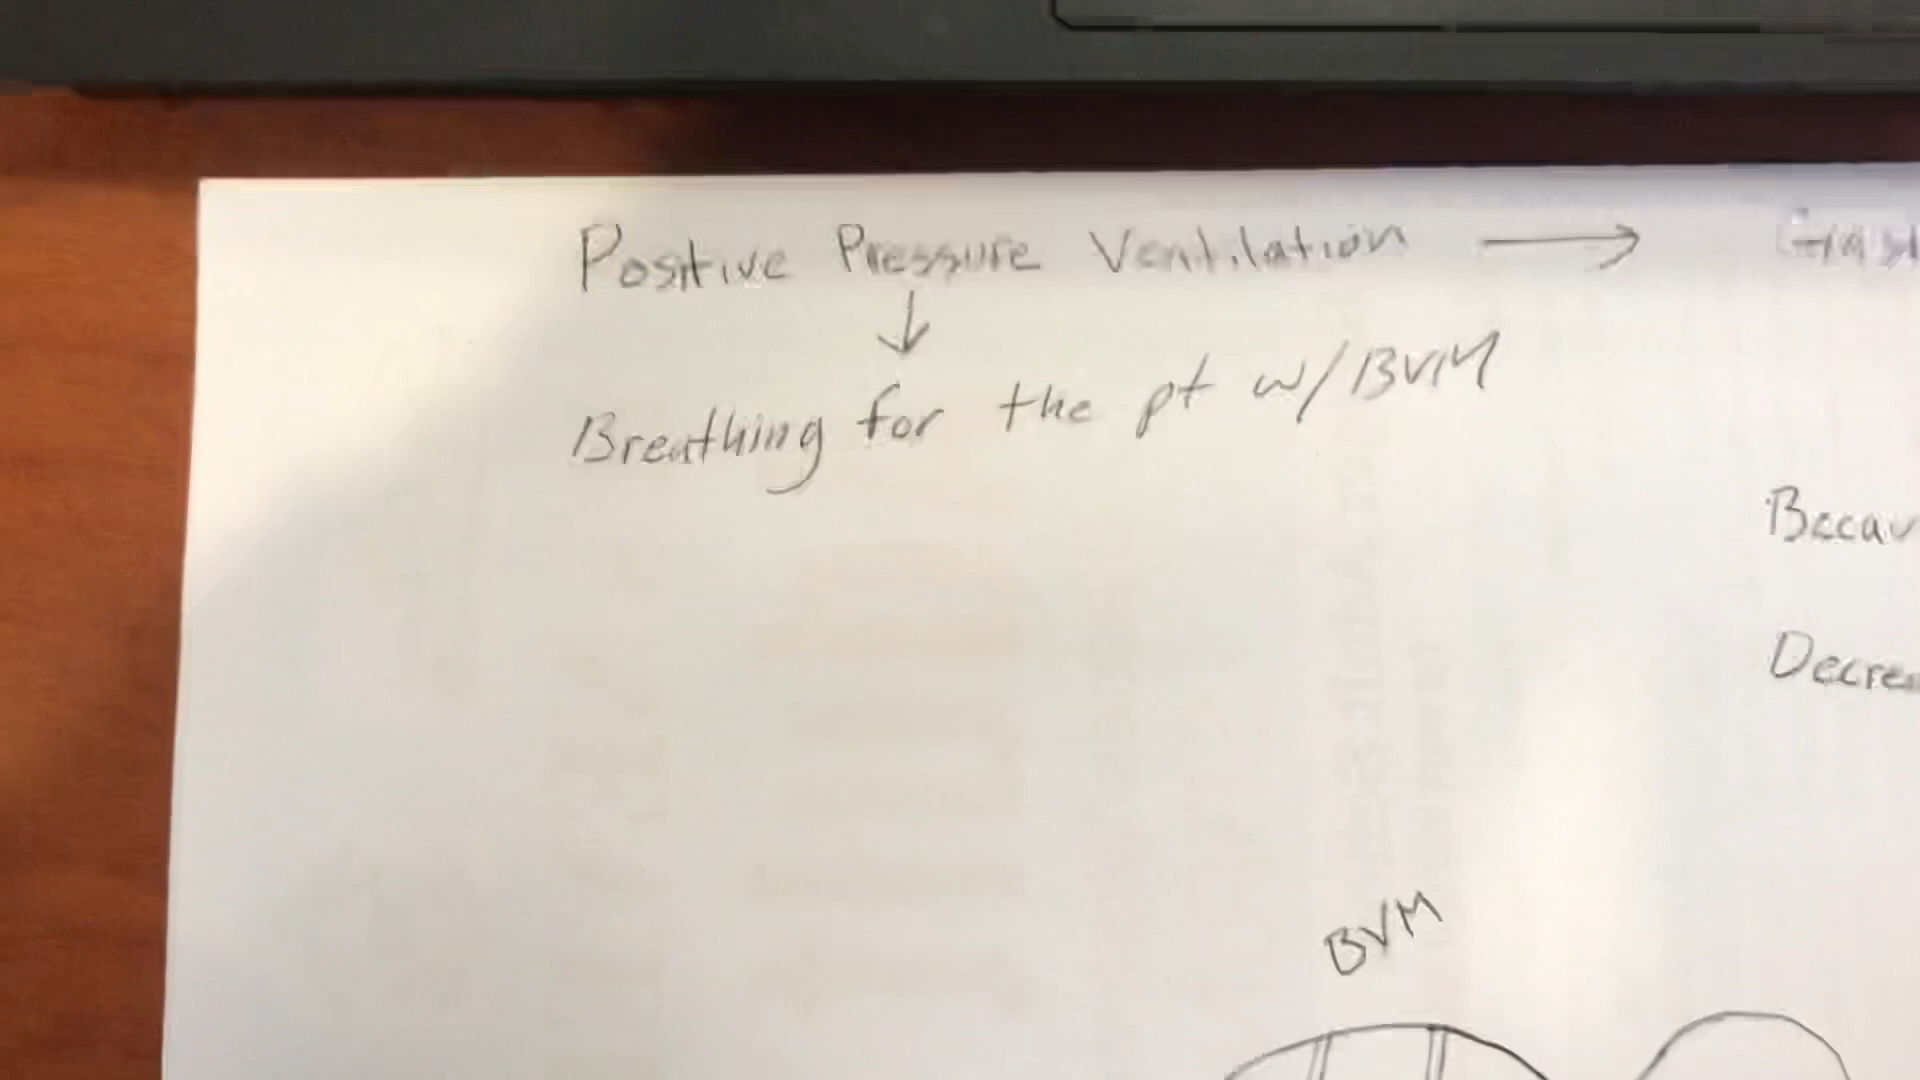 Positive Pressure Ventilation →
↓
Breathing for the pt w/BVM
BVM